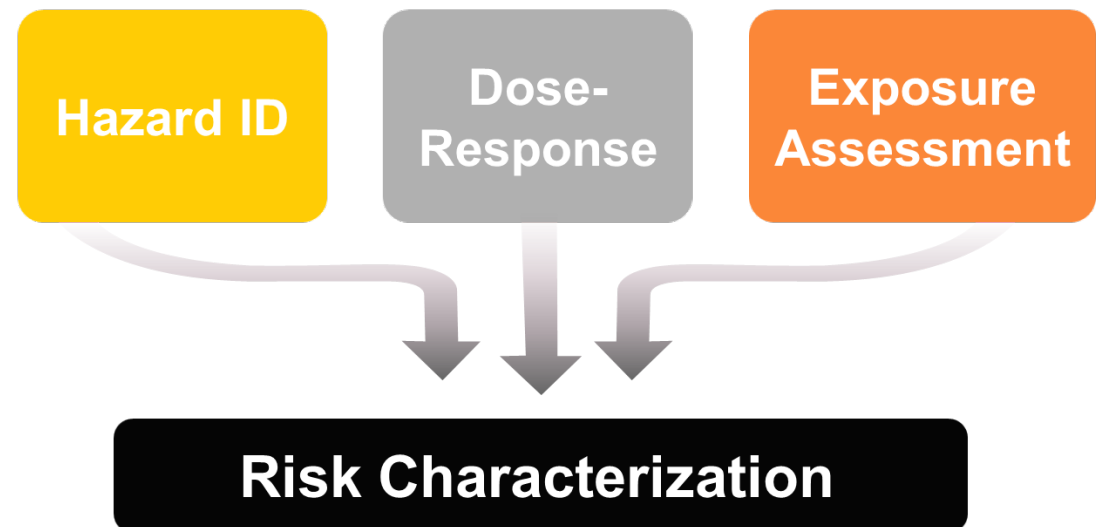 Hazard ID
Dose-
Response
Exposure
Assessment
Risk Characterization